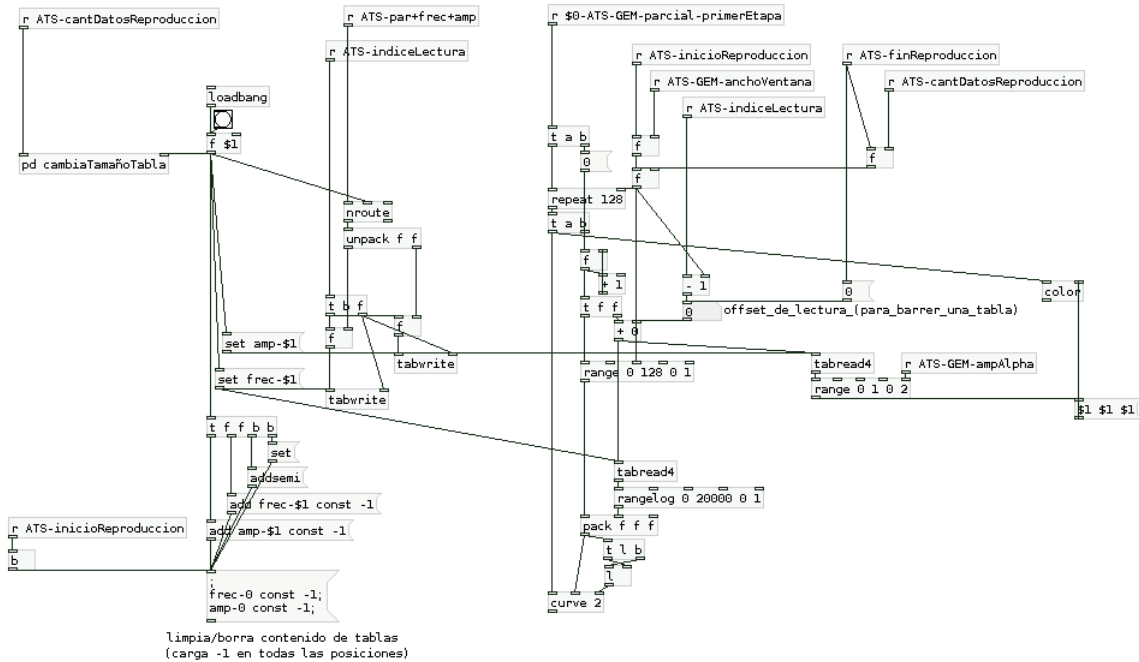 r ATS-cantDatosReproduccion
r ATS-par+frec+amp
r $0-ATS-GEM-parcial-primerEtapa
r ATS-indiceLectura
r ATS-inicioReproduccion
r ATS-finReproduccion
r ATS-GEM-anchoVentana
r ATS-cantDatosReproduccion
loadbang
r ATS-indiceLectura
f $1
t a b
f
f
pd cambiaTamañoTabla
0
f
repeat 128
nroute
t a b
unpack f f
f
+ 1
- 1
0
color
t b f
t f f
0
offset_de_lectura_(para_barrer_una_tabla)
f
+ 0
set amp-$1
f
tabwrite
range 0 128 0 1
tabread4
r ATS-GEM-ampAlpha
set frec-$1
range 0 1 0 2
tabwrite
$1 $1 $1
t f f b b
set
tabread4
addsemi
rangelog 0 20000 0 1
add frec-$1 const -1
r ATS-inicioReproduccion
add amp-$1 const -1
pack f f f
b
t l b
l
;
frec-0 const -1;
amp-0 const -1;
curve 2
limpia/borra contenido de tablas
(carga -1 en todas las posiciones)